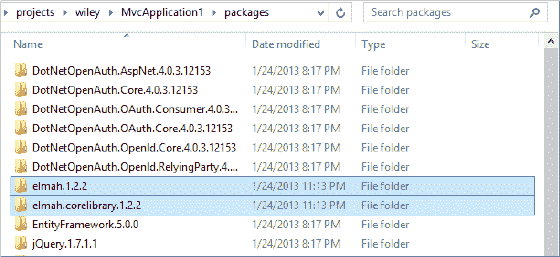 projects wiley MvcApplication1 packages Search packages
Name Date modified Type Size
DotNetOpenAuth.AspNet.4.0.3.12153 1/24/2013 8:17 PM File folder
DotNetOpenAuth.Core.4.0.3.12153 1/24/2013 8:17 PM File folder
DotNetOpenAuth.OAuth.Consumer.4.0.3... 1/24/2013 8:17 PM File folder
DotNetOpenAuth.OAuth.Core.4.0.3.12153 1/24/2013 8:17 PM File folder
DotNetOpenAuth.OpenId.Core.4.0.3.12153 1/24/2013 8:17 PM File folder
DotNetOpenAuth.OpenId.RelyingParty.4.... 1/24/2013 8:17 PM File folder
elmah.1.2.2 1/24/2013 11:13 PM File folder
elmah.corelibrary.1.2.2 1/24/2013 11:13 PM File folder
EntityFramework.5.0.0 1/24/2013 8:17 PM File folder
jQuery.1.7.1.1 1/24/2013 8:17 PM File folder